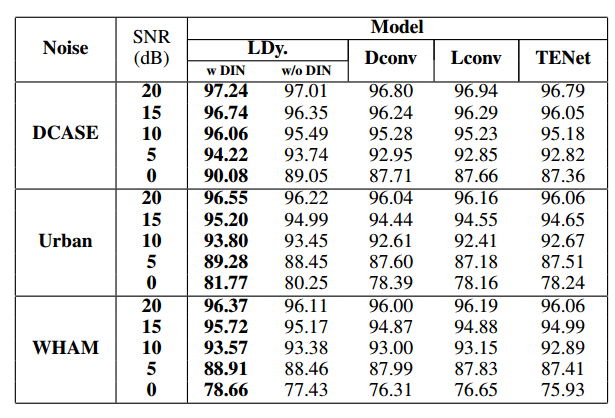 Noise SNR (dB) Model
LDy. Dconv Lconv TENet
w DIN w/o DIN
DCASE
20 97.24 97.01 96.80 96.94 96.79
15 96.74 96.35 96.24 96.29 96.05
10 96.06 95.49 95.28 95.23 95.18
5 94.22 93.74 92.95 92.85 92.82
0 90.08 89.05 87.71 87.66 87.36
Urban
20 96.55 96.22 96.04 96.16 96.06
15 95.20 94.99 94.44 94.55 94.65
10 93.80 93.45 92.61 92.41 92.67
5 89.28 88.45 87.60 87.18 87.51
0 81.77 80.25 78.39 78.16 78.24
WHAM
20 96.37 96.11 96.00 96.19 96.06
15 95.72 95.17 94.87 94.88 94.99
10 93.57 93.38 93.00 93.15 92.89
5 88.91 88.46 87.99 87.83 87.41
0 78.66 77.43 76.31 76.65 75.93